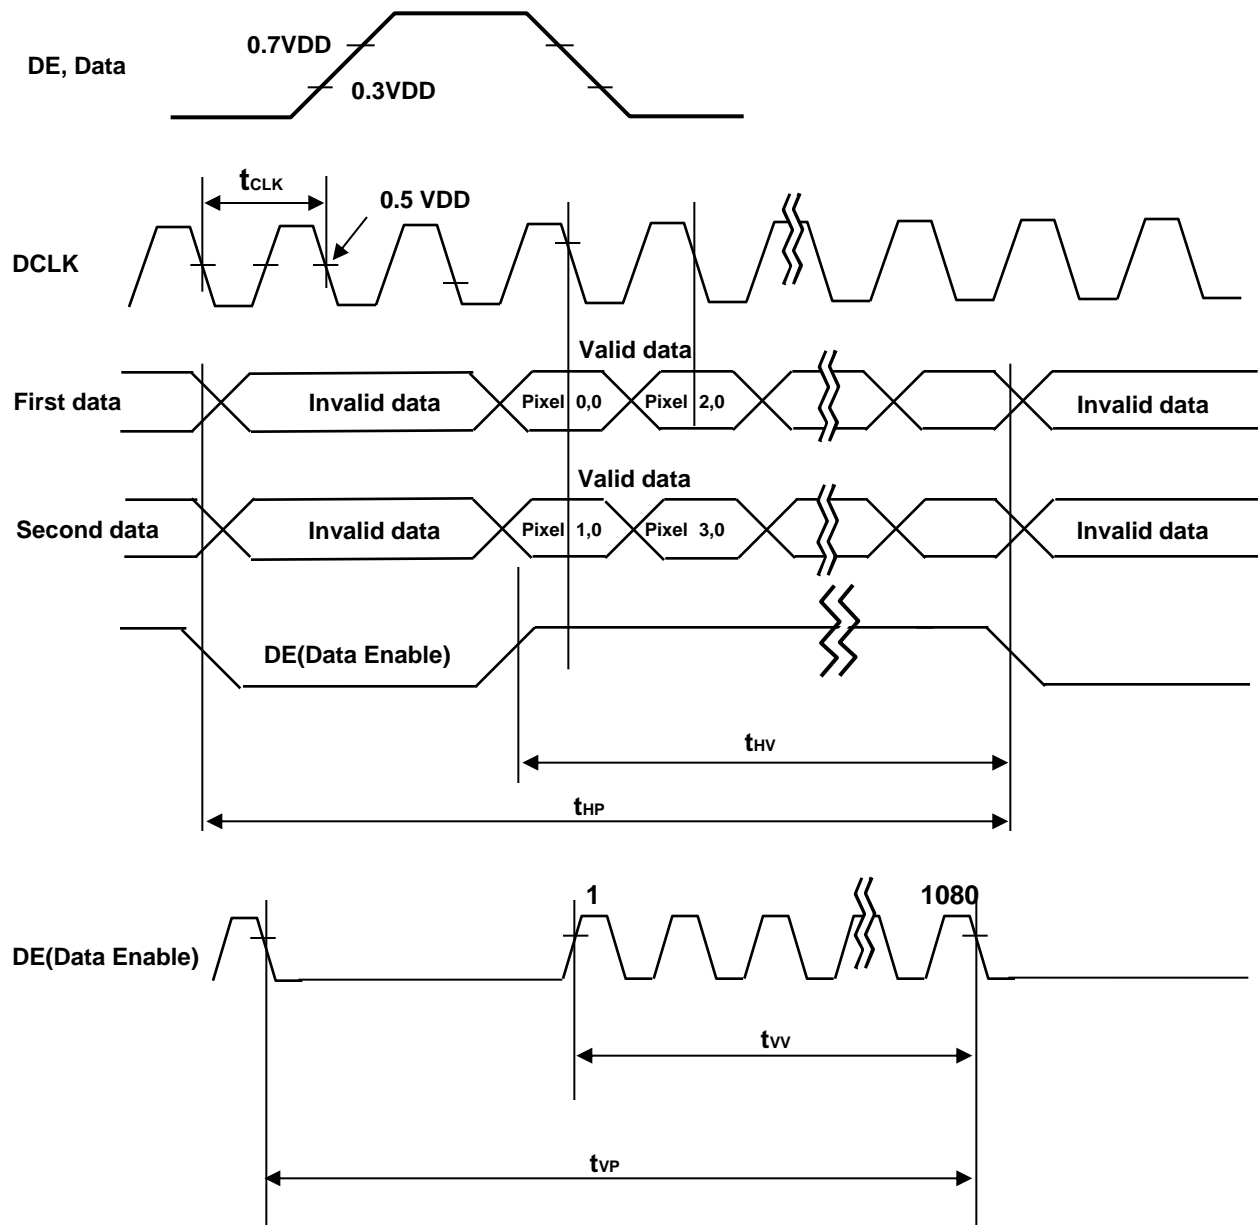 0.7VDD
DE, Data
0.3VDD
tCLK
0.5 VDD
DCLK
Valid data
First data
Invalid data
Pixel 0,0
Pixel 2,0
Invalid data
Valid data
Second data
Invalid data
Pixel 1,0
Pixel 3,0
Invalid data
DE(Data Enable)
tHV
tHP
1
1080
DE(Data Enable)
tVV
tVP